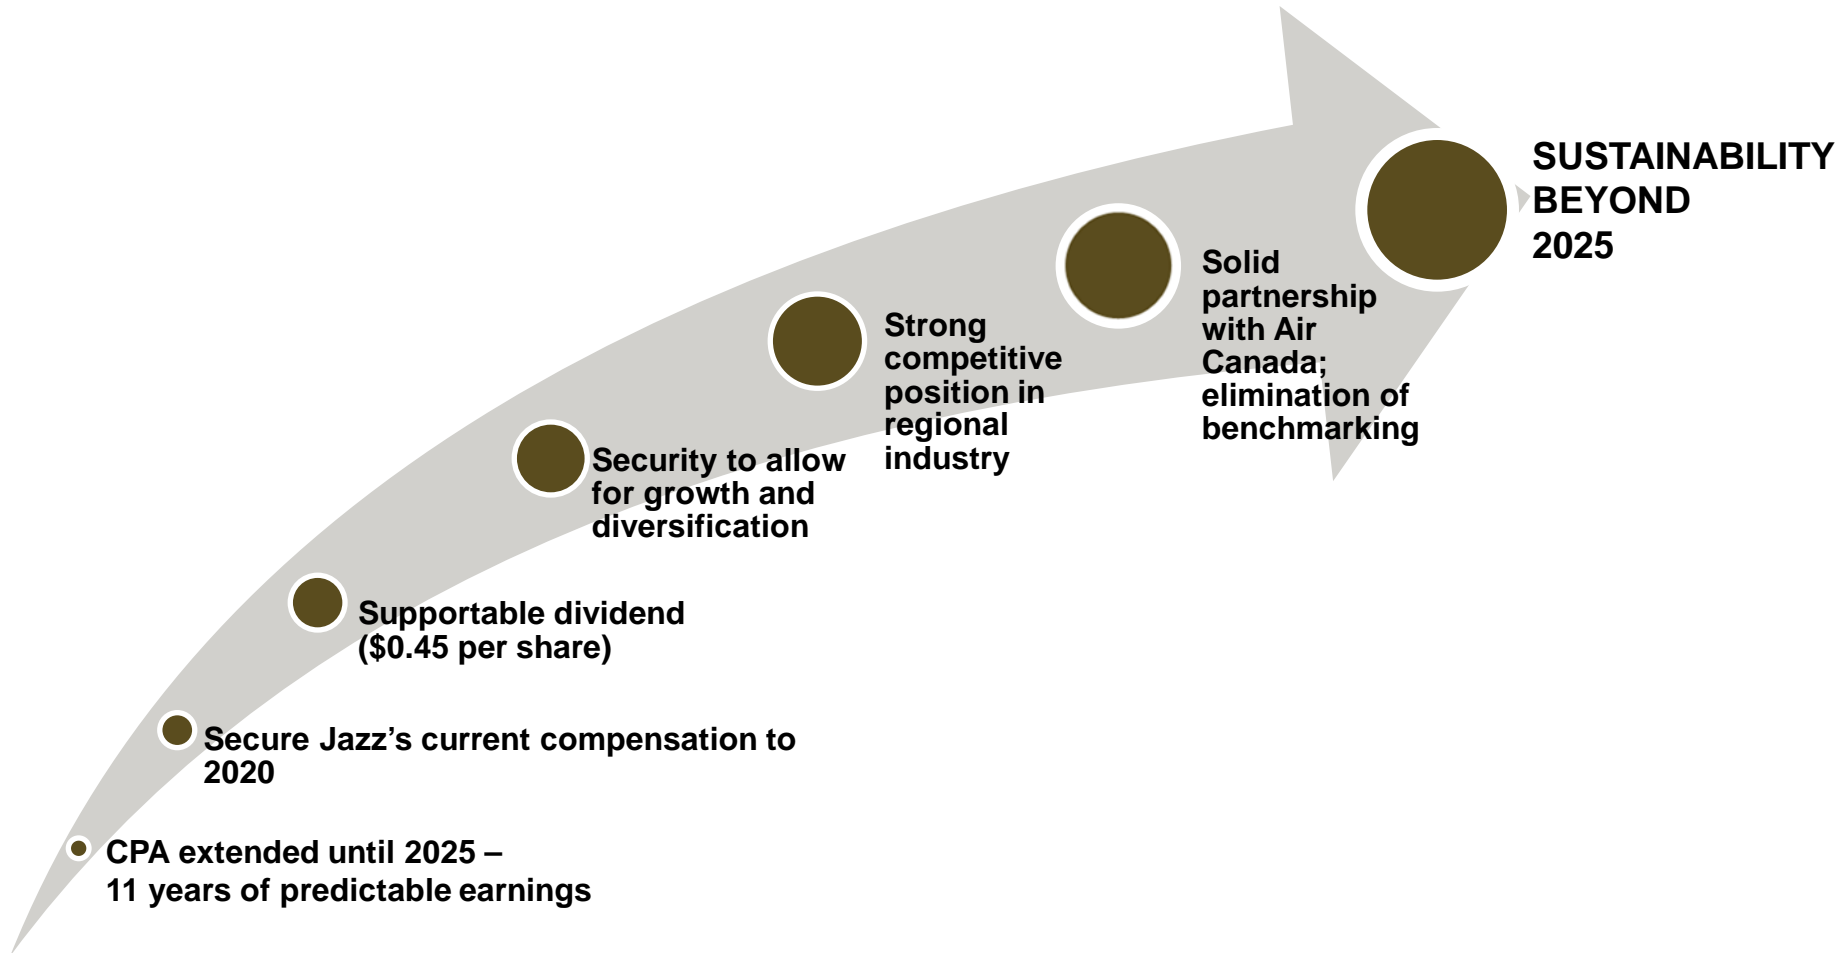 SUSTAINABILITY
BEYOND
2025
Solid
partnership
with Air
Canada;
elimination of
benchmarking
Strong
competitive
position in
regional
industry
Security to allow
for growth and
diversification
Supportable dividend
($0.45 per share)
Secure Jazz’s current compensation to
2020
CPA extended until 2025 –
11 years of predictable earnings